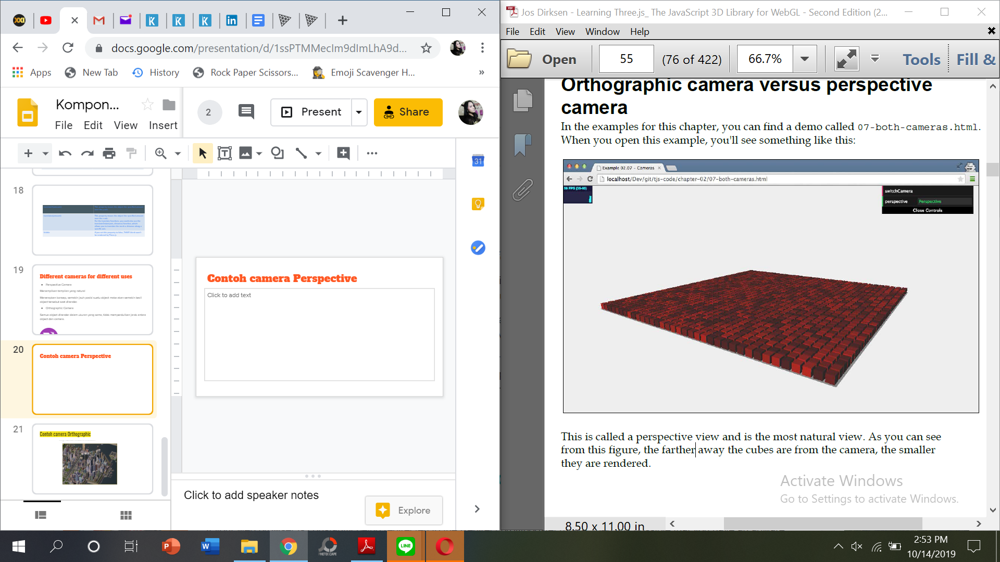 docs.google.com/presentation/d/1ssPTMMecIm9dImLhA9d...
Apps
New Tab
History
Rock Paper Scissors...
Emoji Scavenger H...
»
Kompon...
File Edit View Insert
2
Present
Share
31
18
19
Different cameras for different uses
Perspective Camera
Menampilkan tampilan yang natural
Menerapkan konsep, semakin jauh posisi suatu object maka akan semakin kecil
object tersebut saat dirender.
Orthographic Camera
Semua object dirender dalam ukuran yang sama, tidak memperdulikan jarak antara
object dan camera.
20
Contoh camera Perspective
21
Contoh camera Orthographic
Contoh camera Perspective
Click to add text
Click to add speaker notes
Explore
Jos Dirksen - Learning Three.js_ The JavaScript 3D Library for WebGL - Second Edition (2...
File Edit View Window Help
Open
55
(76 of 422)
66.7%
Tools
Fill &
Orthographic camera versus perspective
camera
In the examples for this chapter, you can find a demo called 07-both-cameras.html.
When you open this example, you'll see something like this:
Example 02.07 - Cameras
localhost/Dev/git/tjs-code/chapter-02/07-both-cameras.html
59 FPS (35-60)
switchCamera
perspective Perspective
Close Controls
This is called a perspective view and is the most natural view. As you can see
from this figure, the farther away the cubes are from the camera, the smaller
they are rendered.
Activate Windows
Go to Settings to activate Windows.
8.50 x 11.00 in
LINE
2:53 PM
10/14/2019